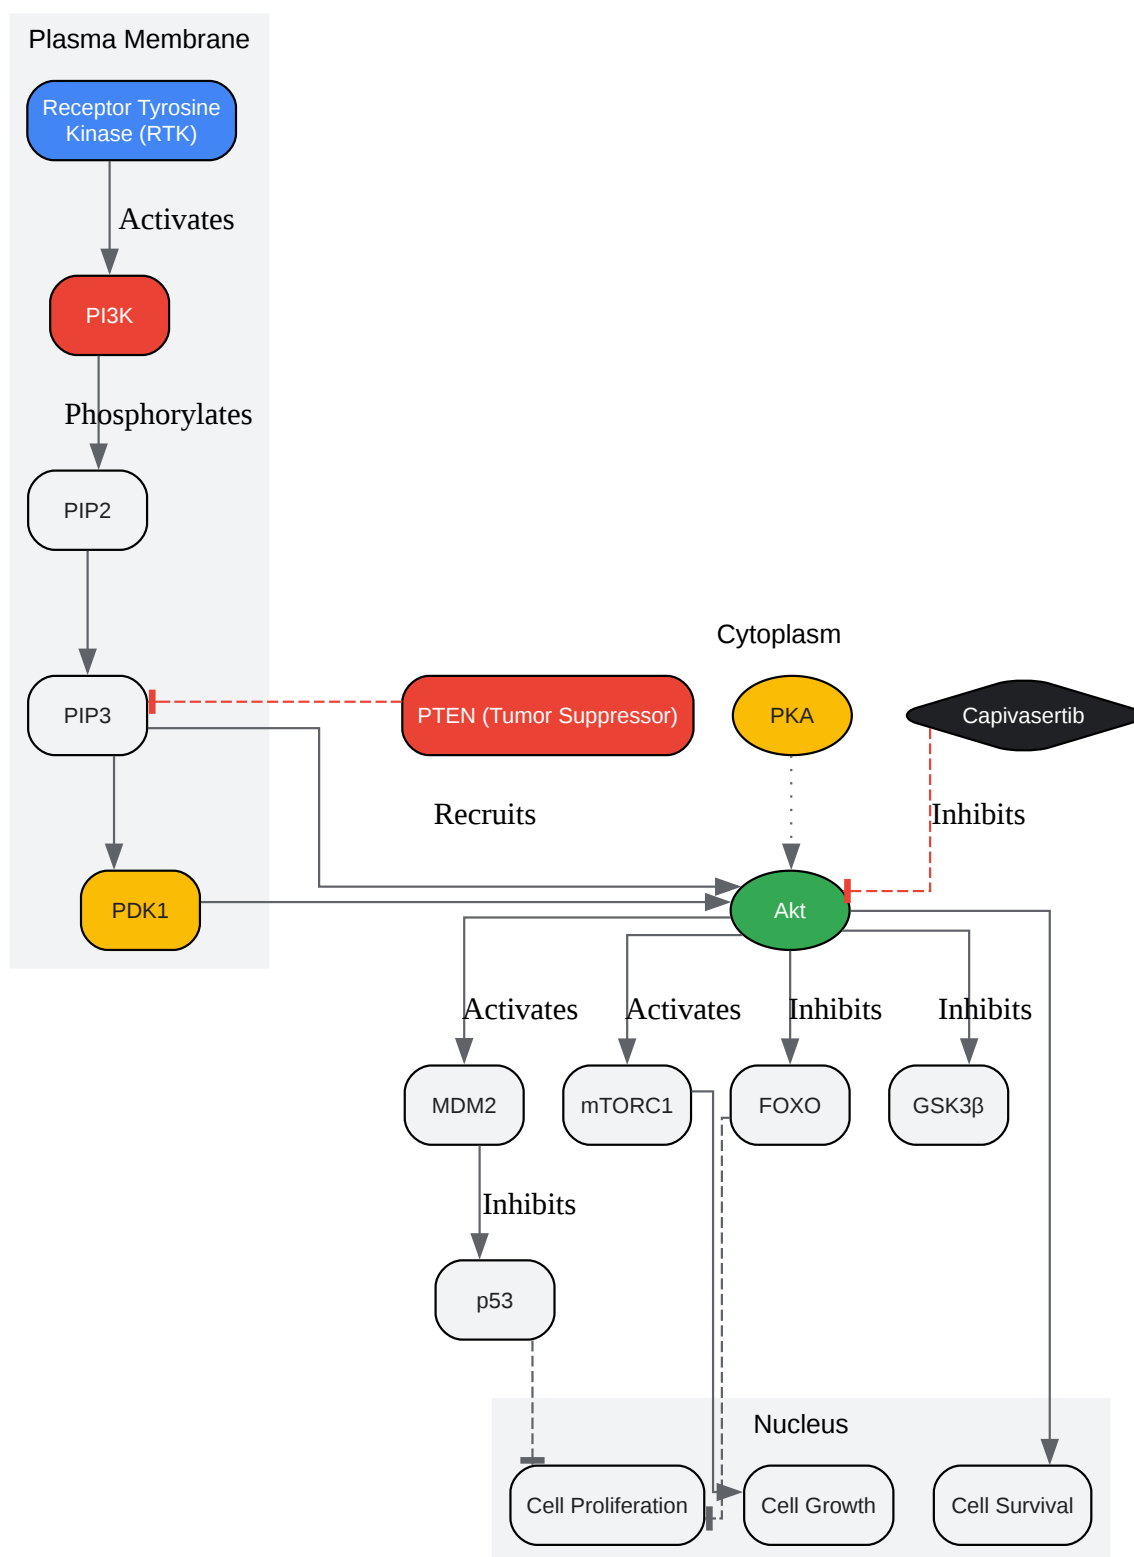 Plasma Membrane
Receptor Tyrosine
Kinase (RTK)
Activates
PI3K
Phosphorylates
PIP2
Cytoplasm
PIP3
PTEN (Tumor Suppressor)
PKA
Capivasertib
Recruits
Inhibits
PDK1
Akt
Activates
Activates
Inhibits
Inhibits
MDM2
mTORC1
FOXO
GSK3β
Inhibits
p53
Nucleus
Cell Proliferation
Cell Growth
Cell Survival